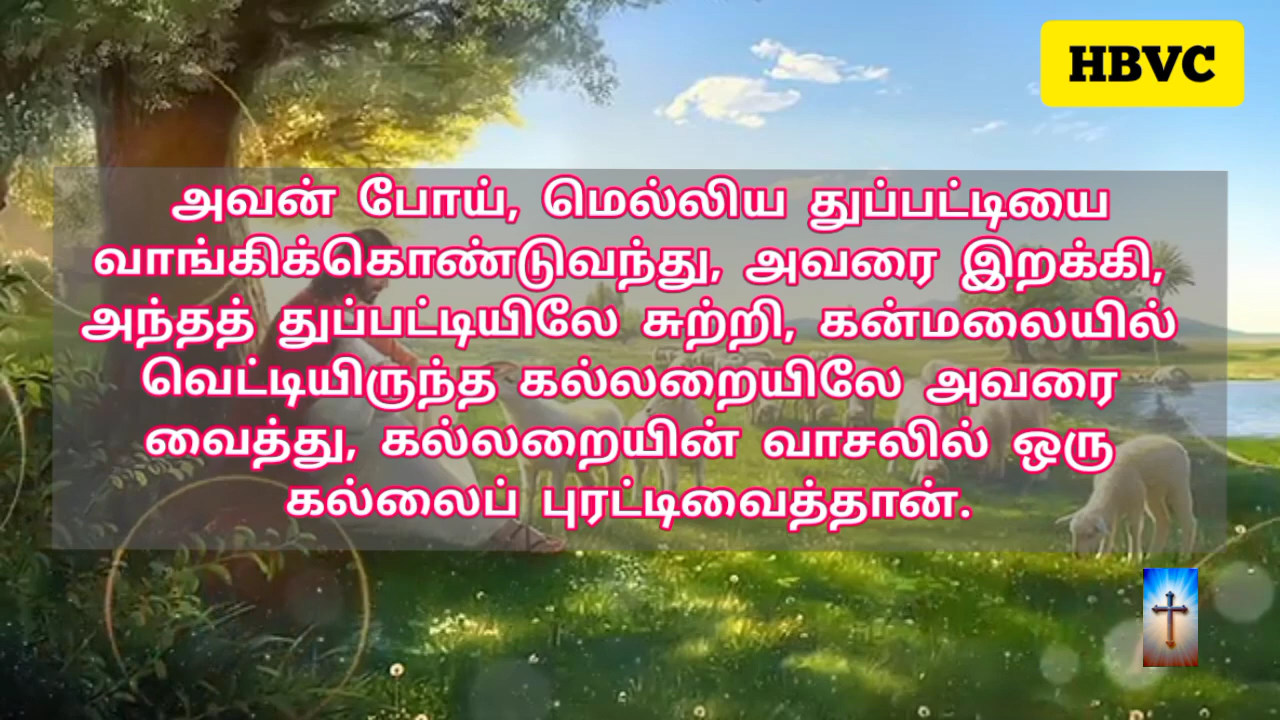 HBVC
அவன் போய், மெல்லிய துப்பட்டியை
வாங்கிக்கொண்டுவந்து, அவரை இறக்கி,
அந்தத் துப்பட்டியிலே சுற்றி, கன்மலையில்
வெட்டியிருந்த கல்லறையிலே அவரை
வைத்து, கல்லறையின் வாசலில் ஒரு
கல்லைப் புரட்டிவைத்தான்.